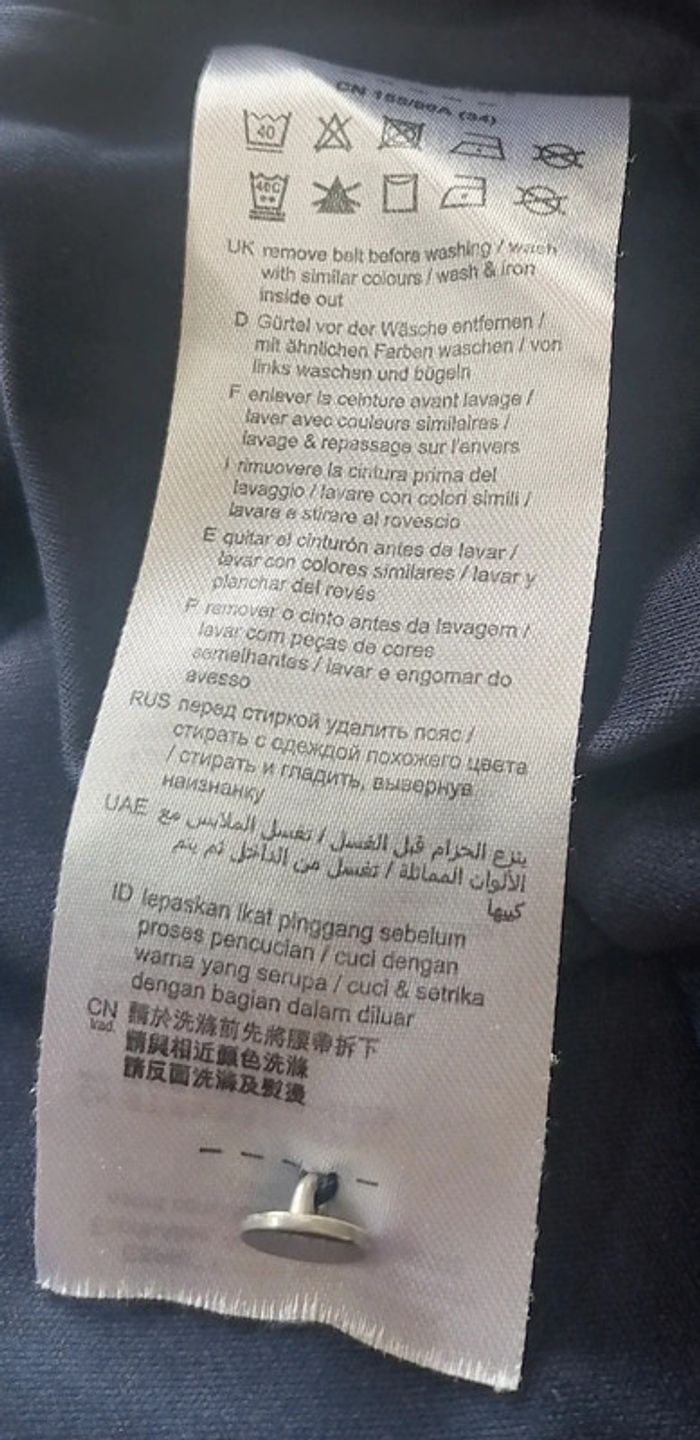 CN 155/80A (34)
40
40C
UK remove belt before washing / wash
with similar colours / wash & iron
inside out
D Gürtel vor der Wäsche entfernen /
mit ähnlichen Farben waschen / von
links waschen und bügeln
F enlever la ceinture avant lavage /
laver avec couleurs similaires /
lavage & repassage sur l'envers
I rimuovere la cintura prima del
lavaggio / lavare con colori simili /
lavare e stirare al rovescio
E quitar el cinturón antes de lavar /
lavar con colores similares / lavar y
planchar del revés
P remover o cinto antes da lavagem /
lavar com peças de cores
semelhantes / lavar e engomar do
avesso
RUS перед стиркой удалить пояс /
стирать с одеждой похожего цвета
/ стирать и гладить, вывернув
наизнанку
UAE ينزع الحزام قبل الغسل / تغسل الملابس مع
الألوان المماثلة / تغسل من الداخل ثم يتم
كيها
ID lepaskan ikat pinggang sebelum
proses pencucian / cuci dengan
warna yang serupa / cuci & setrika
dengan bagian dalam diluar
CN 請於洗滌前先將腰帶拆下
trad. 請與相近顏色洗滌
請反面洗滌及熨燙